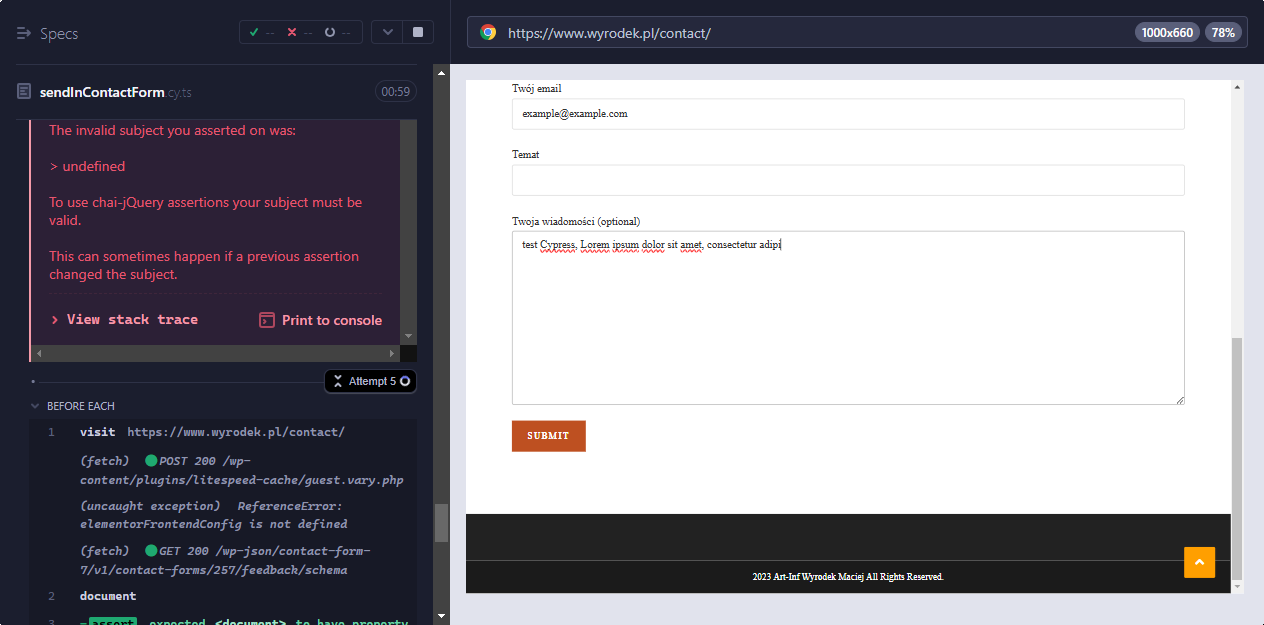 Specs
-- -- --
sendInContactForm.cy.ts
00:59
The invalid subject you asserted on was:
> undefined
To use chai-jQuery assertions your subject must be
valid.
This can sometimes happen if a previous assertion
changed the subject.
View stack trace
Print to console
Attempt 5
BEFORE EACH
1 visit https://www.wyrodek.pl/contact/
(fetch) POST 200 /wp-
content/plugins/litespeed-cache/guest.vary.php
(uncaught exception) ReferenceError:
elementorFrontendConfig is not defined
(fetch) GET 200 /wp-json/contact-form-
7/v1/contact-forms/257/feedback/schema
2 document
3 -assert expected <document> to have property
https://www.wyrodek.pl/contact/
1000x660
78%
Twój email
example@example.com
Temat
Twoja wiadomości (optional)
test Cypress, Lorem ipsum dolor sit amet, consectetur adipi
SUBMIT
2023 Art-Inf Wyrodek Maciej All Rights Reserved.